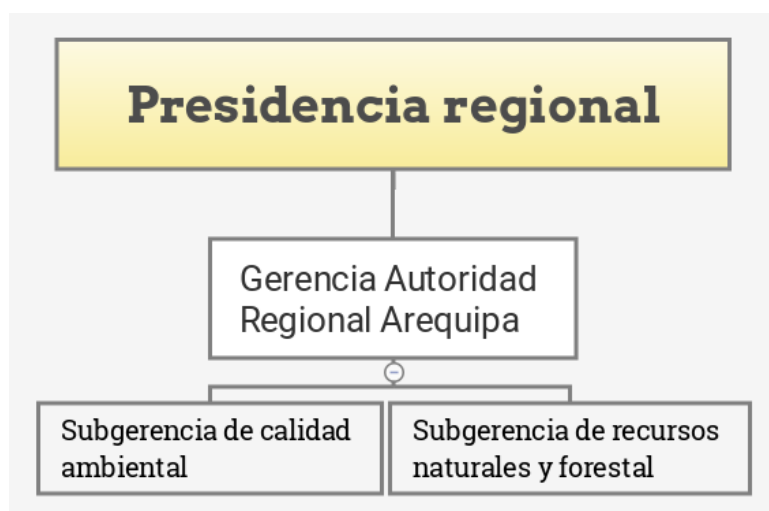 Presidencia regional
Gerencia Autoridad
Regional Arequipa
Subgerencia de calidad
ambiental
Subgerencia de recursos
naturales y forestal